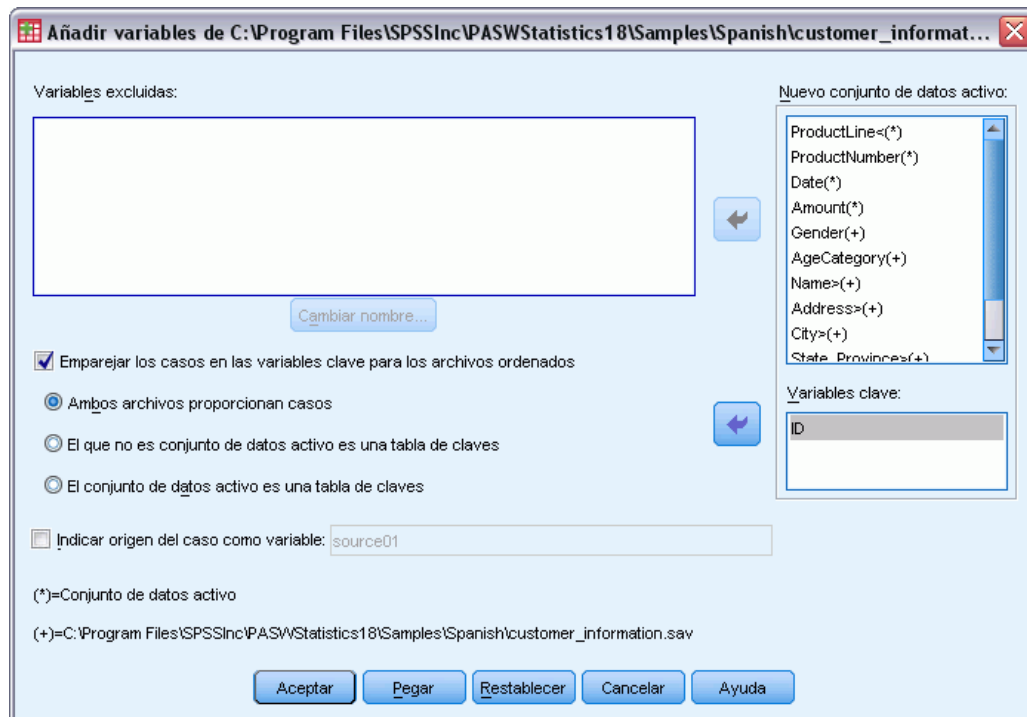 Añadir variables de C:\Program Files\SPSSInc\PASWStatistics18\Samples\Spanish\customer_informat...
Variables excluidas:
Nuevo conjunto de datos activo:
ProductLine<(*)
ProductNumber(*)
Date(*)
Amount(*)
Gender(+)
AgeCategory(+)
Name>(+)
Address>(+)
City>(+)
State_Province>(+)
Cambiar nombre...
Emparejar los casos en las variables clave para los archivos ordenados
Ambos archivos proporcionan casos
El que no es conjunto de datos activo es una tabla de claves
El conjunto de datos activo es una tabla de claves
Variables clave:
ID
Indicar origen del caso como variable: source01
(*)=Conjunto de datos activo
(+)=C:\Program Files\SPSSInc\PASWStatistics18\Samples\Spanish\customer_information.sav
Aceptar Pegar Restablecer Cancelar Ayuda